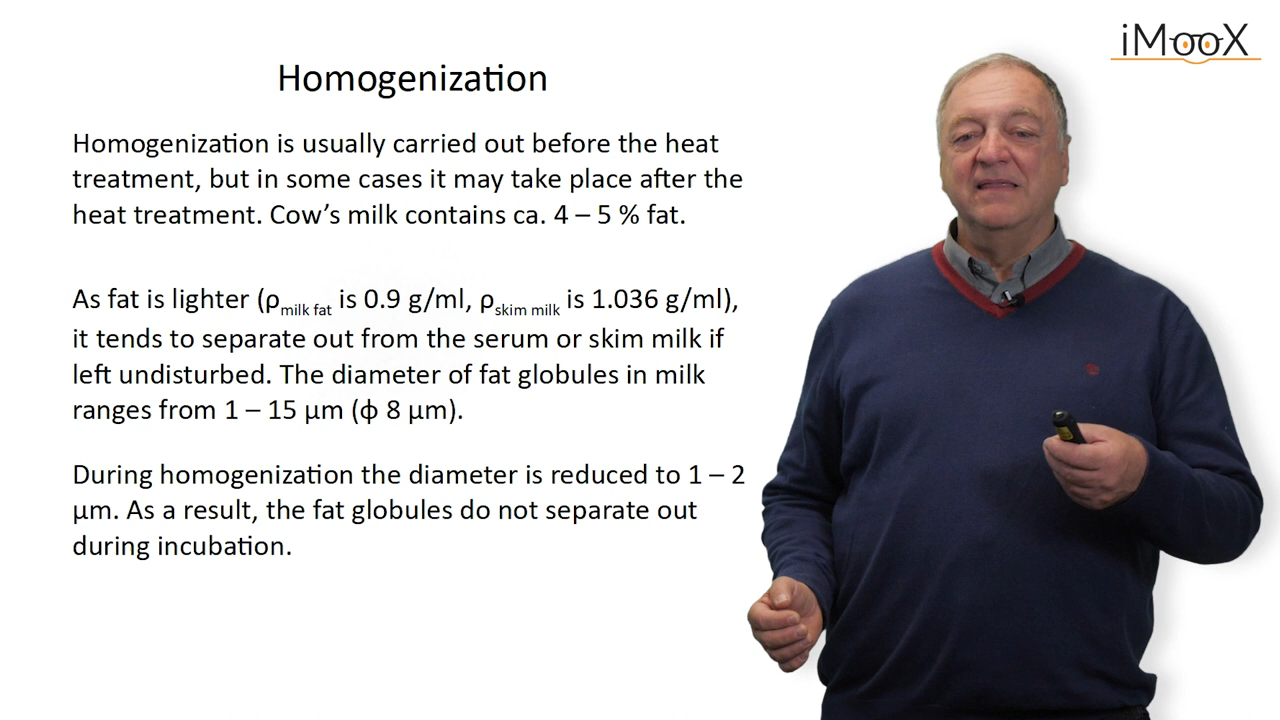 iMooX
Homogenization
Homogenization is usually carried out before the heat
treatment, but in some cases it may take place after the
heat treatment. Cow’s milk contains ca. 4 – 5 % fat.
As fat is lighter (ρmilk fat is 0.9 g/ml, ρskim milk is 1.036 g/ml),
it tends to separate out from the serum or skim milk if
left undisturbed. The diameter of fat globules in milk
ranges from 1 – 15 μm (ϕ 8 μm).
During homogenization the diameter is reduced to 1 – 2
μm. As a result, the fat globules do not separate out
during incubation.